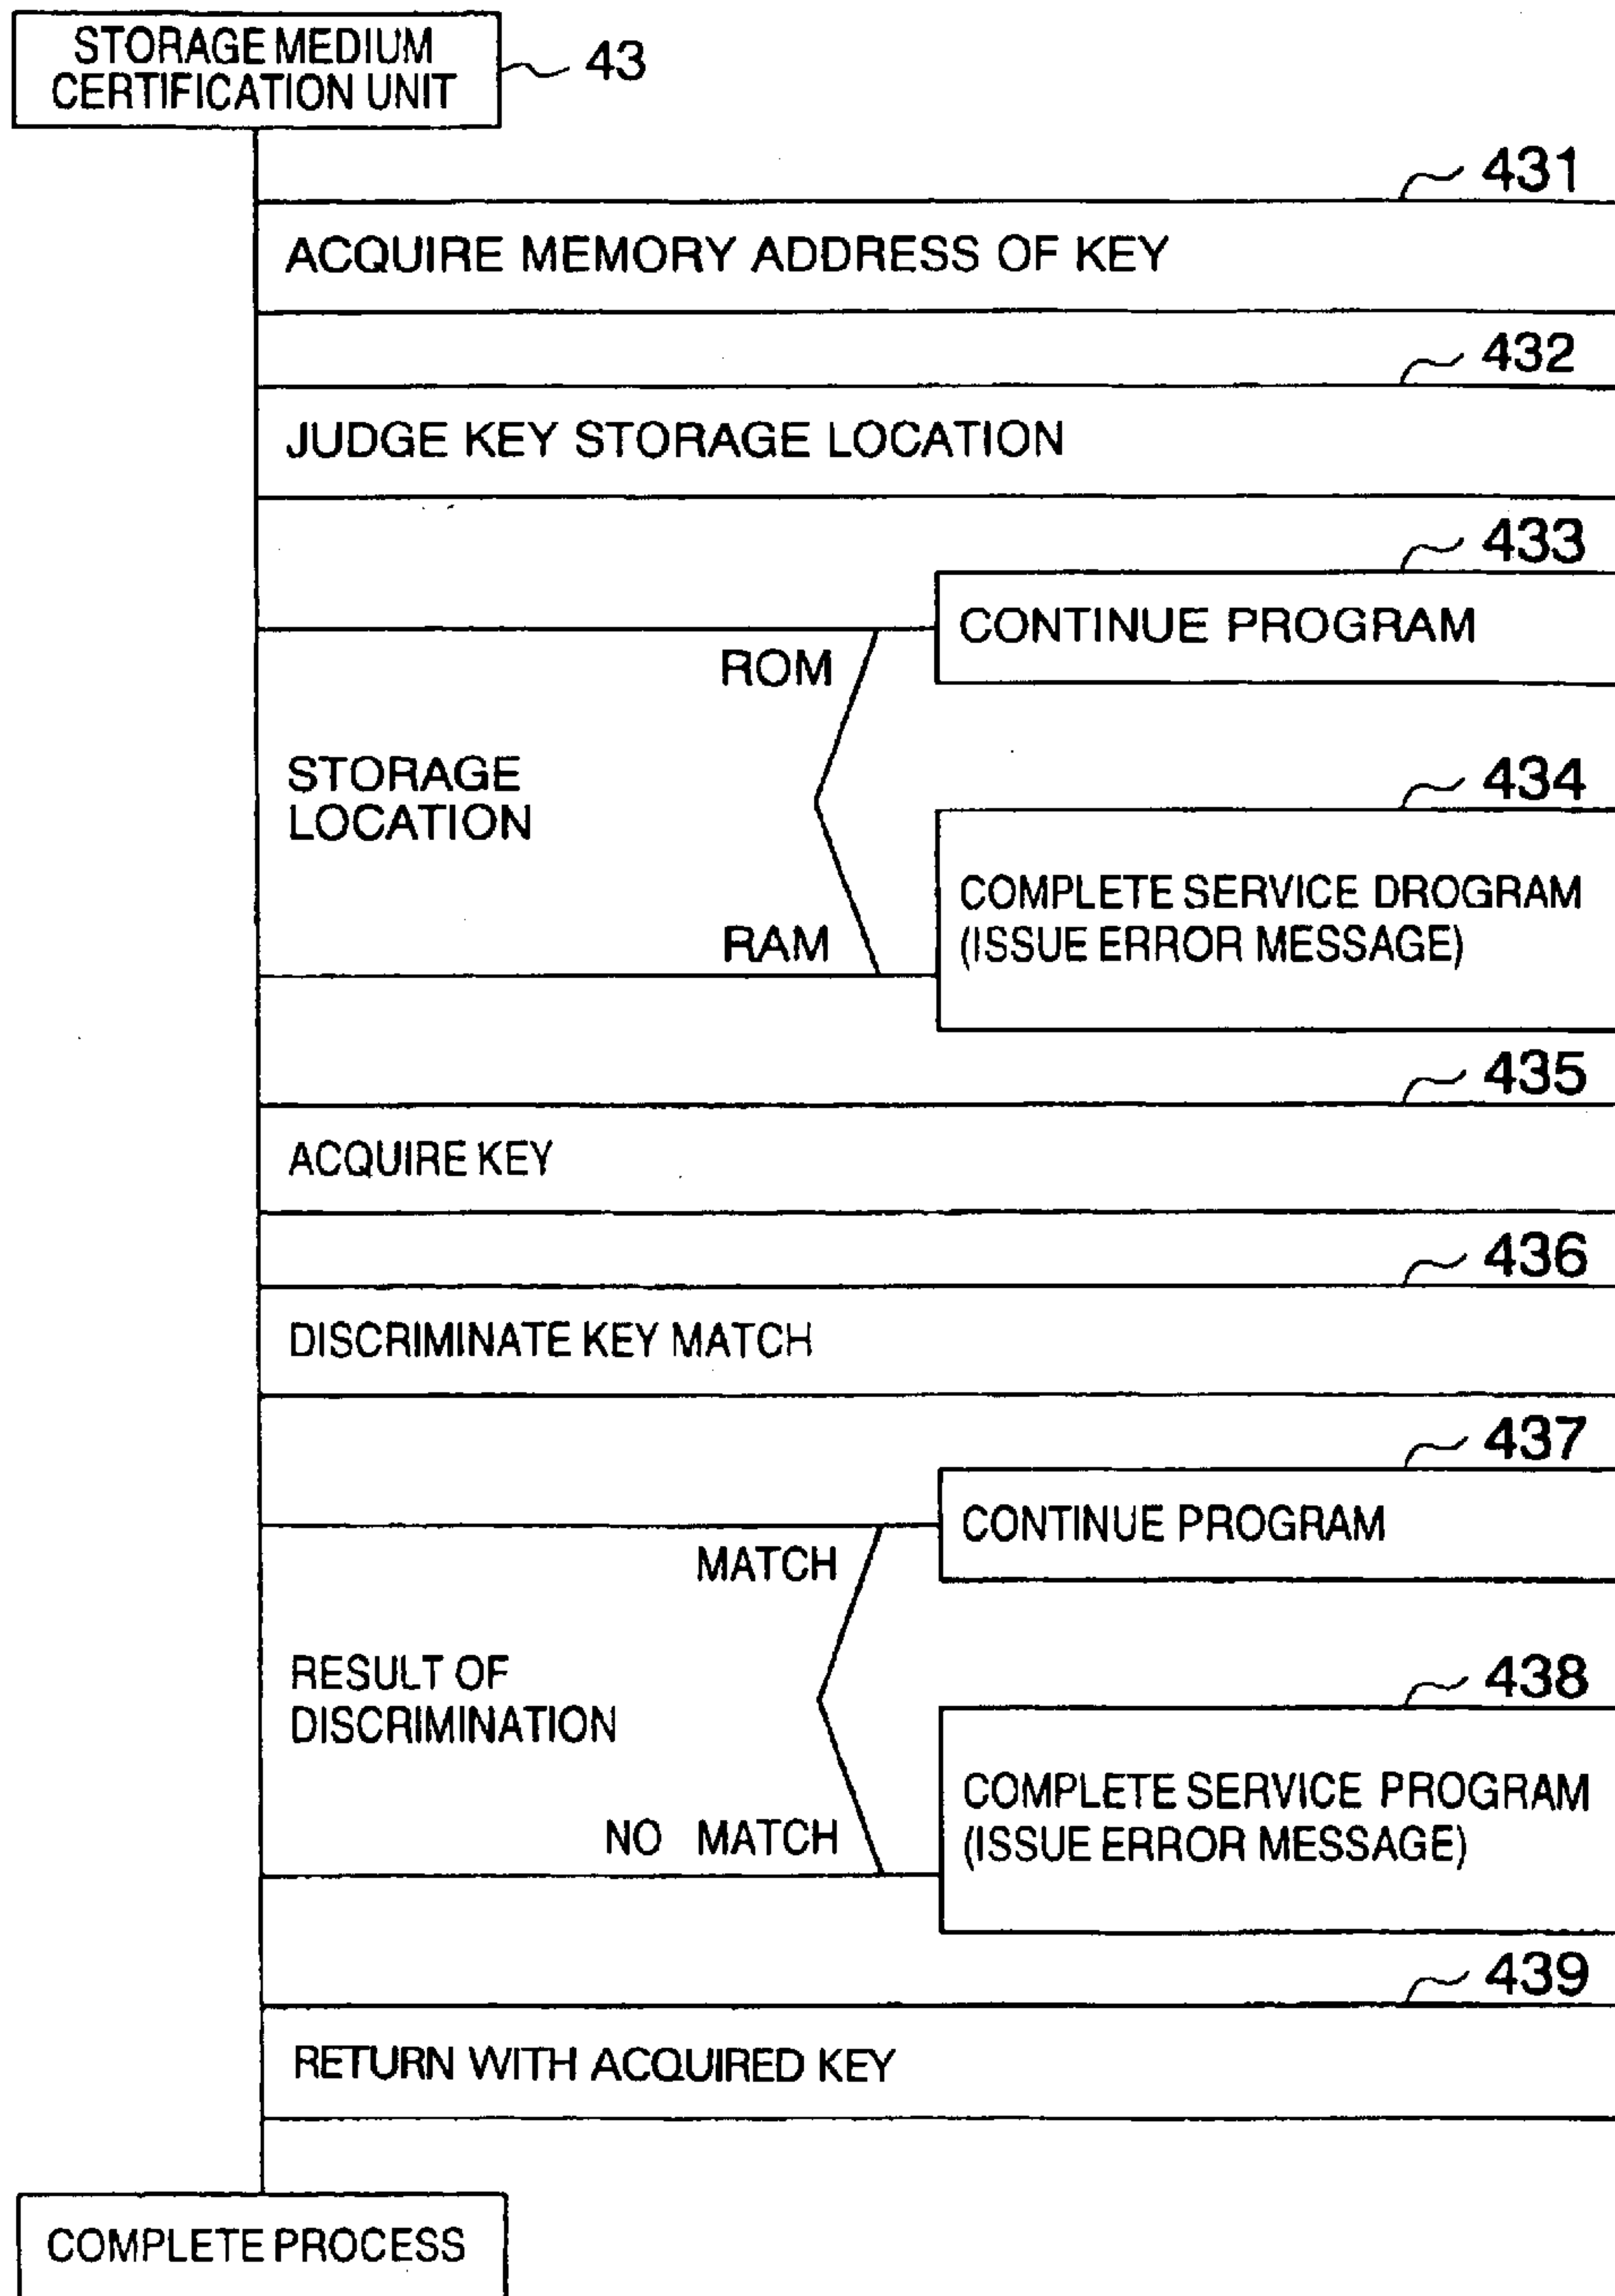 STORAGE MEDIUM
CERTIFICATION UNIT
43
431
ACQUIRE MEMORY ADDRESS OF KEY
432
JUDGE KEY STORAGE LOCATION
433
CONTINUE PROGRAM
ROM
STORAGE
LOCATION
434
COMPLETE SERVICE DROGRAM
(ISSUE ERROR MESSAGE)
RAM
435
ACQUIRE KEY
436
DISCRIMINATE KEY MATCH
437
CONTINUE PROGRAM
MATCH
RESULT OF
DISCRIMINATION
438
COMPLETE SERVICE PROGRAM
(ISSUE ERROR MESSAGE)
NO MATCH
439
RETURN WITH ACQUIRED KEY
COMPLETE PROCESS